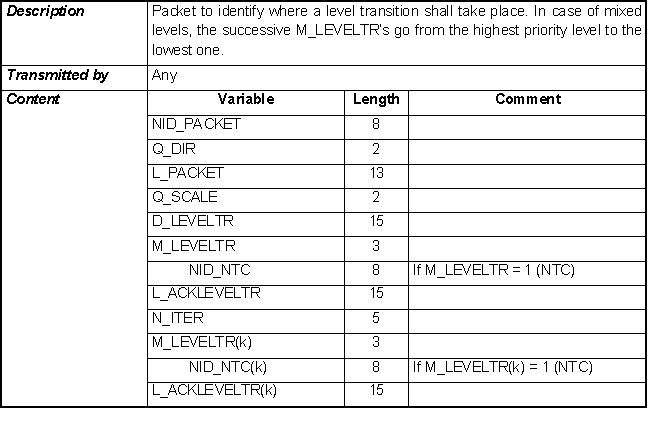 Description Packet to identify where a level transition shall take place. In case of mixed
levels, the successive M_LEVELTR's go from the highest priority level to the
lowest one.
Transmitted by Any
Content Variable Length Comment
NID_PACKET 8
Q_DIR 2
L_PACKET 13
Q_SCALE 2
D_LEVELTR 15
M_LEVELTR 3
NID_NTC 8 If M_LEVELTR = 1 (NTC)
L_ACKLEVELTR 15
N_ITER 5
M_LEVELTR(k) 3
NID_NTC(k) 8 If M_LEVELTR(k) = 1 (NTC)
L_ACKLEVELTR(k) 15